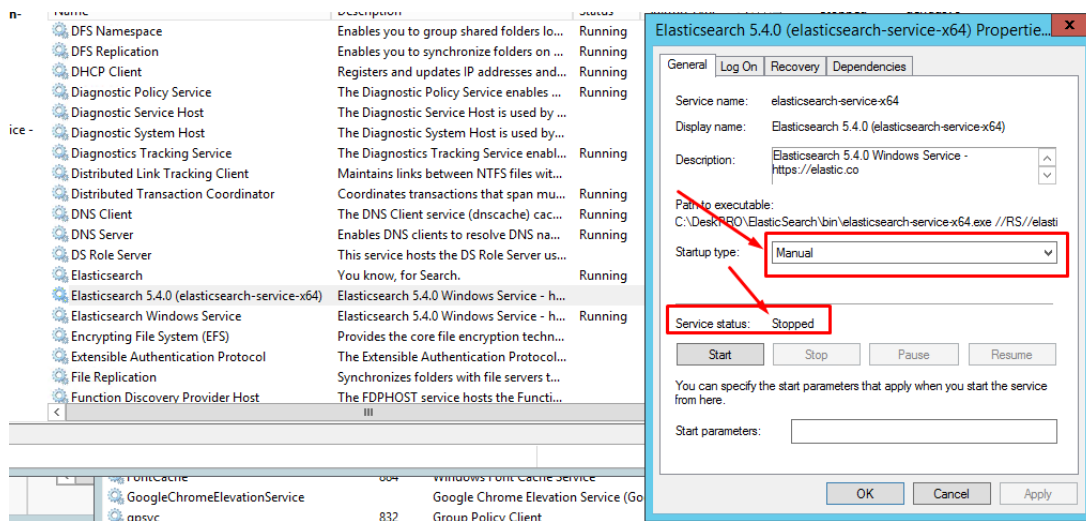 n-
Name Description Status
DFS Namespace Enables you to group shared folders lo... Running
DFS Replication Enables you to synchronize folders on ... Running
DHCP Client Registers and updates IP addresses and... Running
Diagnostic Policy Service The Diagnostic Policy Service enables ... Running
Diagnostic Service Host The Diagnostic Service Host is used by ...
ice - Diagnostic System Host The Diagnostic System Host is used by...
Diagnostics Tracking Service The Diagnostics Tracking Service enabl... Running
Distributed Link Tracking Client Maintains links between NTFS files wit...
Distributed Transaction Coordinator Coordinates transactions that span mu... Running
DNS Client The DNS Client service (dnscache) cac... Running
DNS Server Enables DNS clients to resolve DNS na... Running
DS Role Server This service hosts the DS Role Server us...
Elasticsearch You know, for Search. Running
Elasticsearch 5.4.0 (elasticsearch-service-x64) Elasticsearch 5.4.0 Windows Service - h...
Elasticsearch Windows Service Elasticsearch 5.4.0 Windows Service - h... Running
Encrypting File System (EFS) Provides the core file encryption techn...
Extensible Authentication Protocol The Extensible Authentication Protocol...
File Replication Synchronizes folders with file servers t...
Function Discovery Provider Host The FDPHOST service hosts the Functi...
FontCache 884 Windows Font Cache Service
GoogleChromeElevationService Google Chrome Elevation Service (Go
gpsvc 832 Group Policy Client
Elasticsearch 5.4.0 (elasticsearch-service-x64) Propertie... x
General Log On Recovery Dependencies
Service name: elasticsearch-service-x64
Display name: Elasticsearch 5.4.0 (elasticsearch-service-x64)
Description: Elasticsearch 5.4.0 Windows Service -
https://elastic.co
Path to executable:
C:\DeskPRO\ElasticSearch\bin\elasticsearch-service-x64.exe //RS//elasti
Startup type: Manual
Service status: Stopped
Start Stop Pause Resume
You can specify the start parameters that apply when you start the service
from here.
Start parameters:
OK Cancel Apply